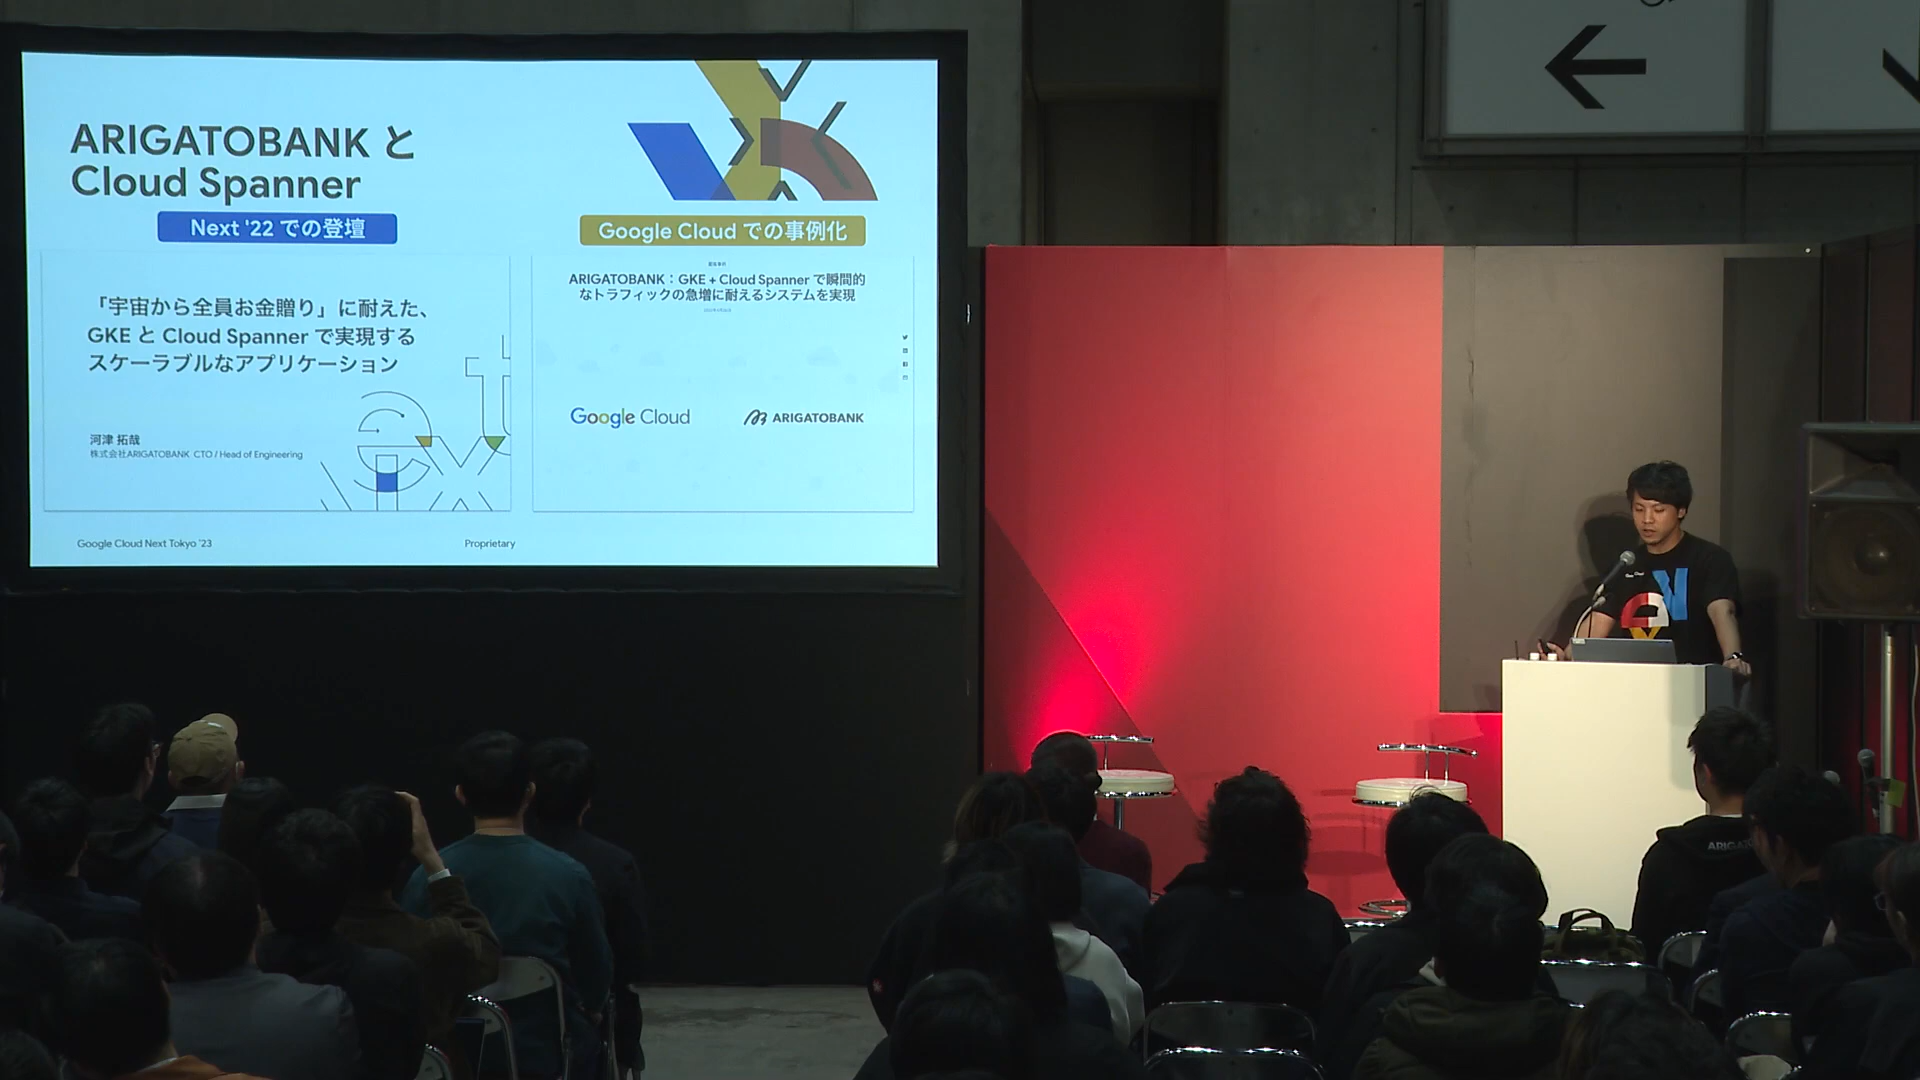 ARIGATOBANK と
Cloud Spanner
Next '22 での登壇
Google Cloud での事例化
「宇宙から全員お金贈り」に耐えた、
GKE と Cloud Spanner で実現する
スケーラブルなアプリケーション
河津 拓哉
株式会社ARIGATOBANK CTO / Head of Engineering
ARIGATOBANK：GKE + Cloud Spanner で瞬間的
なトラフィックの急増に耐えるシステムを実現
Google Cloud
ARIGATOBANK
Google Cloud Next Tokyo '23
Proprietary